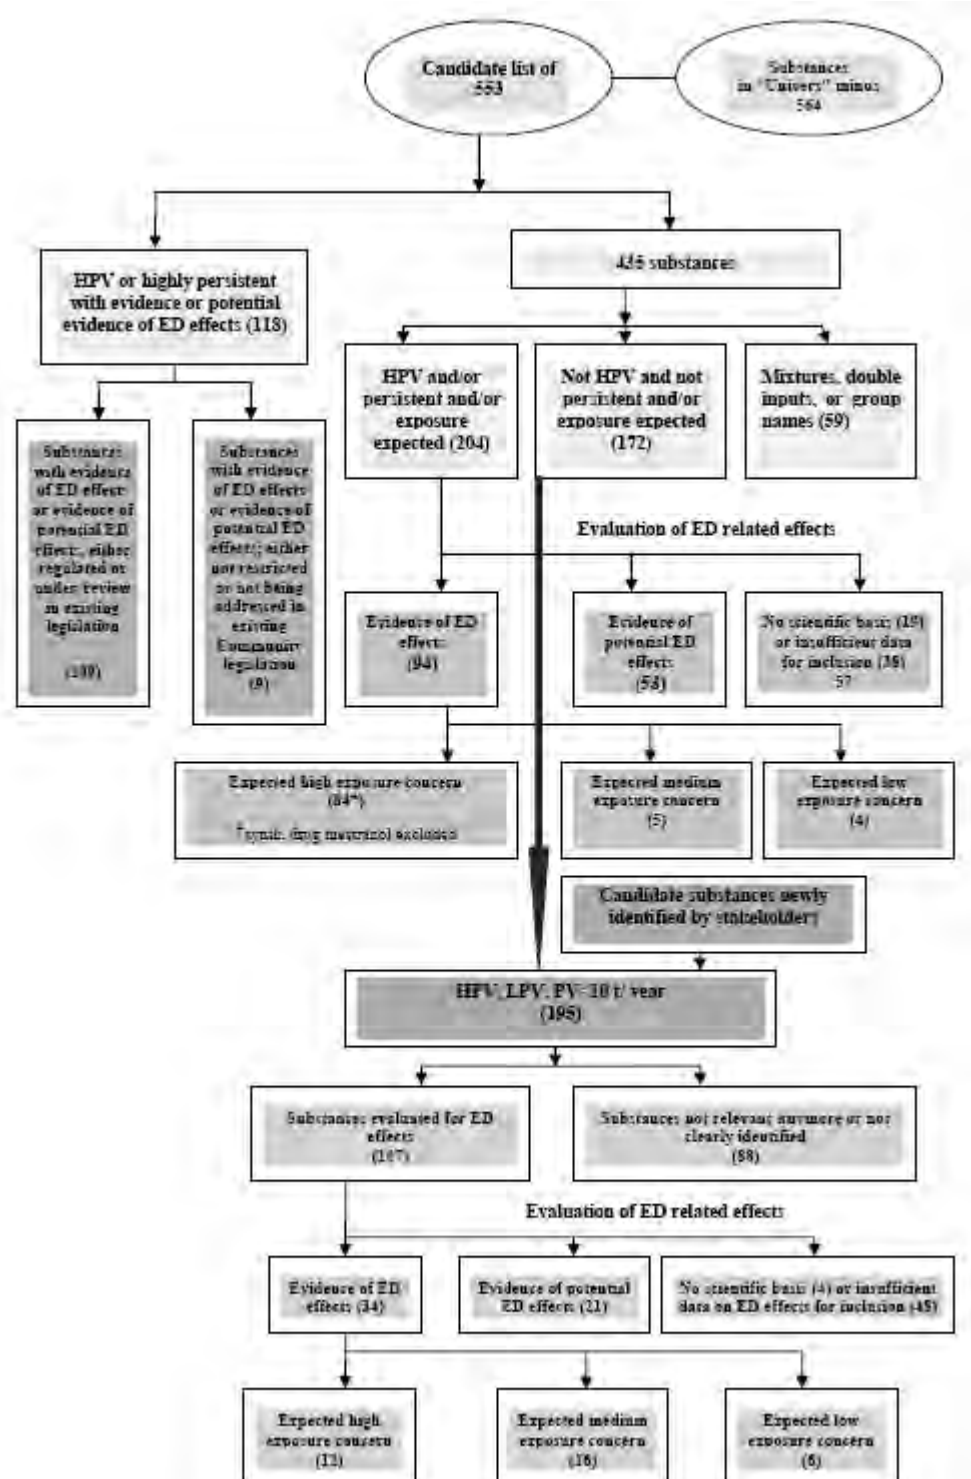 Candidate list of
553
Substances
in "Univers" minus
564
HPV or highly persistent
with evidence or potential
evidence of ED effects (118)
435 substances
HPV and/or
persistent and/or
exposure
expected (204)
Not HPV and not
persistent and/or
exposure expected
(172)
Mixtures, double
inputs, or group
names (59)
Substances
with evidence
of ED effect
or evidence of
potential ED
effects, either
regulated or
under review
in existing
legislation
(109)
Substances
with evidence
of ED effects
or evidence of
potential ED
effects; either
not restricted
or not being
addressed in
existing
Community
legislation
(9)
Evaluation of ED related effects
Evidence of ED
effects
(94)
Evidence of
potential ED
effects
No scientific basis (19)
or insufficient data
for inclusion (38)
57
Expected high exposure concern
(84*)
synth. drug mestranol excluded
Expected medium
exposure concern
(5)
Expected low
exposure concern
(4)
Candidate substances newly
identified by stakeholders
HPV, LPV, PV 10 t/ year
(195)
Substances evaluated for ED
effects
(107)
Substances not relevant anymore or not
clearly identified
(88)
Evaluation of ED related effects
Evidence of ED
effects (34)
Evidence of potential
ED effects (21)
No scientific basis (4) or insufficient
data on ED effects for inclusion (48)
Expected high
exposure concern
(12)
Expected medium
exposure concern
(16)
Expected low
exposure concern
(6)